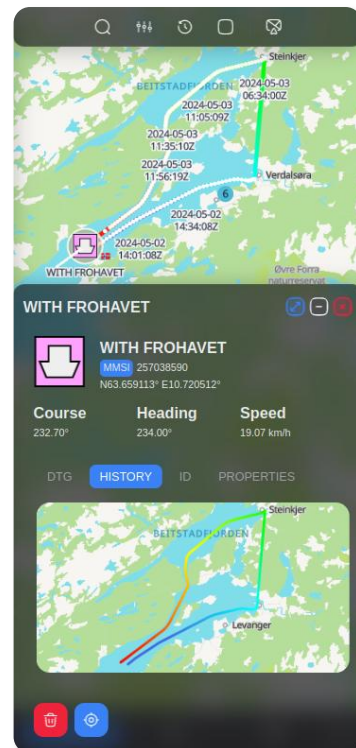 Steinkjer
BEITSTADFJORDEN
2024-05-03
06:34:00Z
2024-05-03
11:05:09Z
2024-05-03
11:35:10Z
2024-05-03
11:56:19Z
Verdalsøra
6
2024-05-02
14:34:08Z
2024-05-02
14:01:08Z
WITH FROHAVET
Øvre Forra
naturreservat
WITH FROHAVET
WITH FROHAVET
MMSI 257038590
N63.659113° E10.720512°
Course Heading Speed
232.70° 234.00° 19.07 km/h
DTG HISTORY ID PROPERTIES
Steinkjer
BEITSTADFJORDEN
Levanger